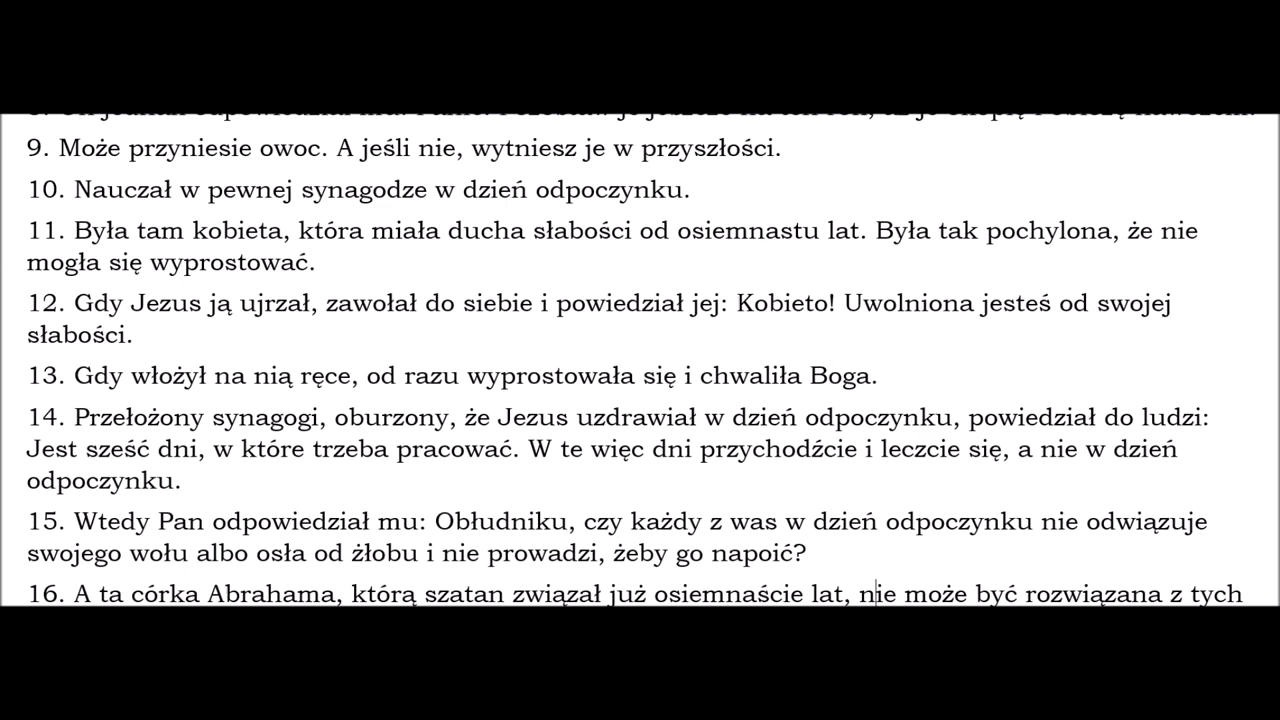 9. Może przyniesie owoc. A jeśli nie, wytniesz je w przyszłości.
10. Nauczał w pewnej synagodze w dzień odpoczynku.
11. Była tam kobieta, która miała ducha słabości od osiemnastu lat. Była tak pochylona, że nie
mogła się wyprostować.
12. Gdy Jezus ją ujrzał, zawołał do siebie i powiedział jej: Kobieto! Uwolniona jesteś od swojej
słabości.
13. Gdy włożył na nią ręce, od razu wyprostowała się i chwaliła Boga.
14. Przełożony synagogi, oburzony, że Jezus uzdrawiał w dzień odpoczynku, powiedział do ludzi:
Jest sześć dni, w które trzeba pracować. W te więc dni przychodźcie i leczcie się, a nie w dzień
odpoczynku.
15. Wtedy Pan odpowiedział mu: Obłudniku, czy każdy z was w dzień odpoczynku nie odwiązuje
swojego wołu albo osła od żłobu i nie prowadzi, żeby go napoić?
16. A ta córka Abrahama, którą szatan związał już osiemnaście lat, nie może być rozwiązana z tych